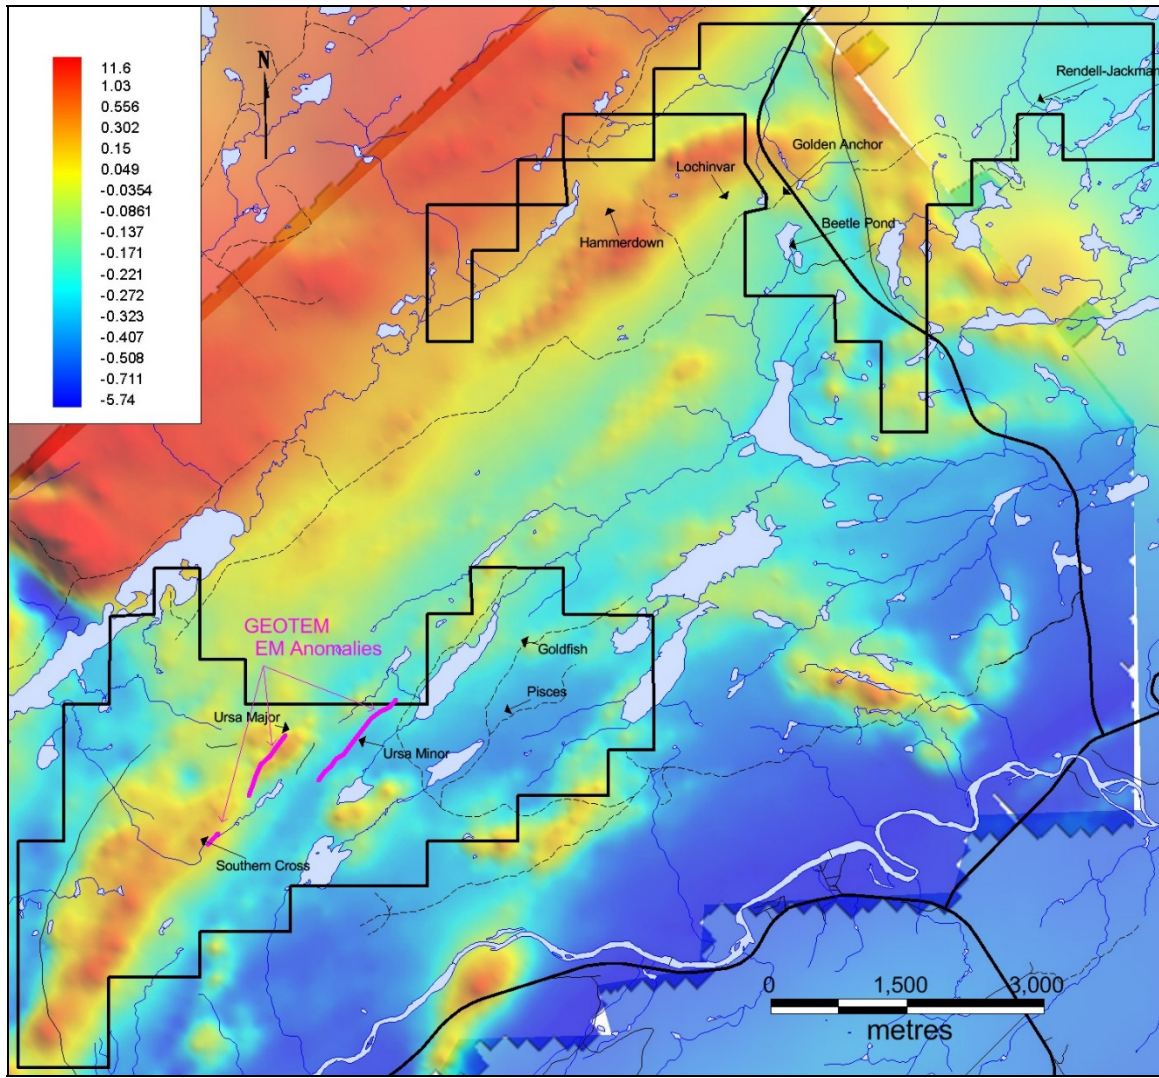 11.6
1.03
0.556
0.302
0.15
0.049
-0.0354
-0.0861
-0.137
-0.171
-0.221
-0.272
-0.323
-0.407
-0.508
-0.711
-5.74
N
Rendell-Jackman
Golden Anchor
Lochinvar
Beetle Pond
Hammerdown
GEOTEM
EM Anomalies
Goldfish
Pisces
Ursa Major
Ursa Minor
Southern Cross
0 1,500 3,000
metres